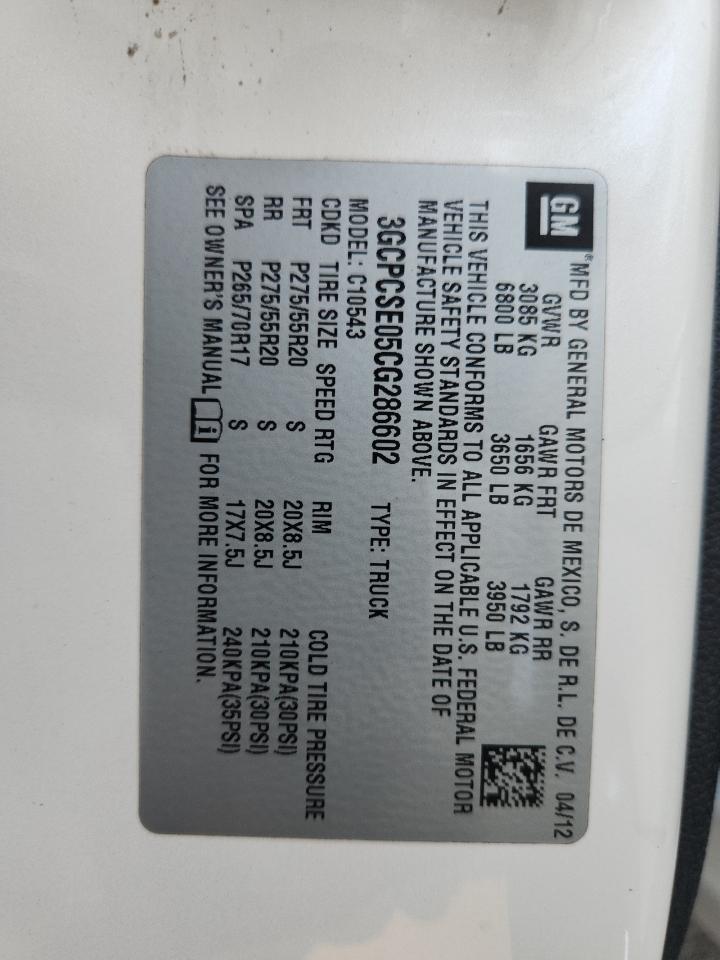 GM® MFD BY GENERAL MOTORS DE MEXICO, S. DE R.L. DE C.V. 04/12
GVWR GAWR FRT GAWR RR
3085 KG 1656 KG 1792 KG
6800 LB 3650 LB 3950 LB
THIS VEHICLE CONFORMS TO ALL APPLICABLE U.S. FEDERAL MOTOR
VEHICLE SAFETY STANDARDS IN EFFECT ON THE DATE OF
MANUFACTURE SHOWN ABOVE.
3GCPCSE05CG286602 TYPE: TRUCK
MODEL: C10543
CDKD TIRE SIZE SPEED RTG RIM COLD TIRE PRESSURE
FRT P275/55R20 S 20X8.5J 210KPA(30PSI)
RR P275/55R20 S 20X8.5J 210KPA(30PSI)
SPA P265/70R17 S 17X7.5J 240KPA(35PSI)
SEE OWNER'S MANUAL i FOR MORE INFORMATION.